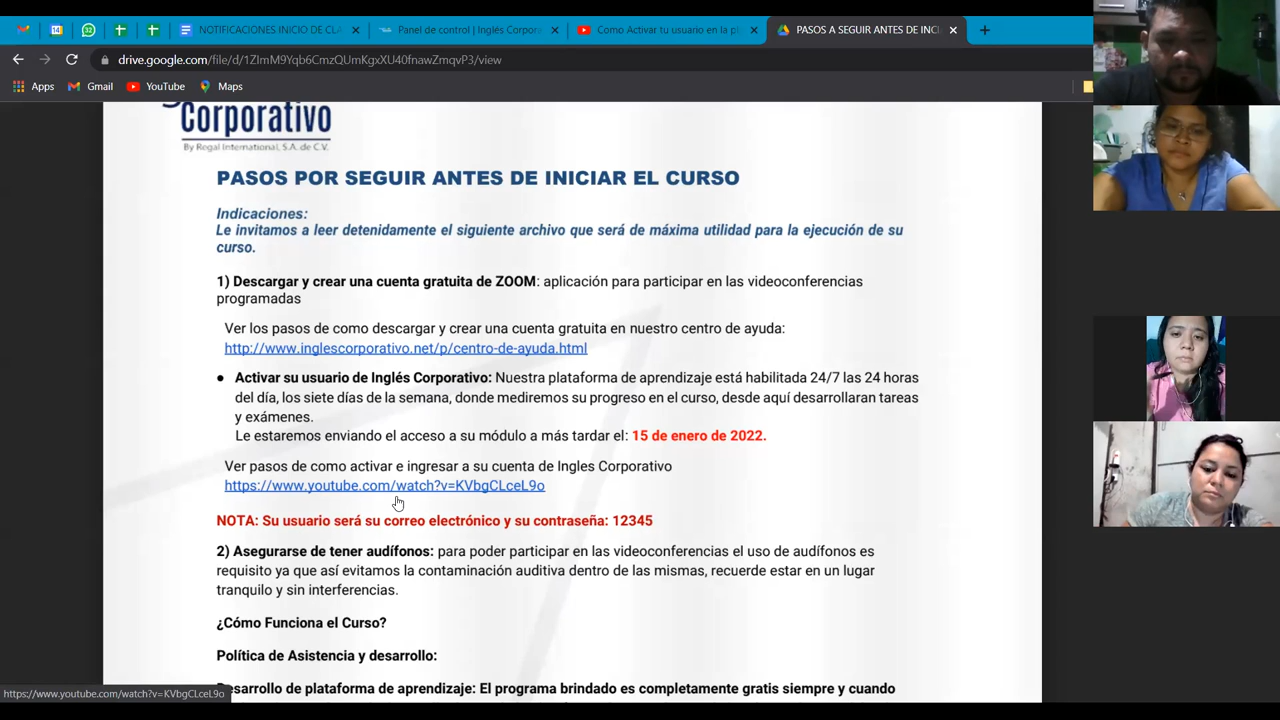 32
NOTIFICACIONES INICIO DE CLA
Panel de control | Inglés Corpora
Como Activar tu usuario en la pl
PASOS A SEGUIR ANTES DE INICI
drive.google.com/file/d/1ZImM9Yqb6CmzQUmKgxXU40fnawZmqvP3/view
Apps Gmail YouTube Maps
Corporativo
By Regal International, S.A. de C.V.
PASOS POR SEGUIR ANTES DE INICIAR EL CURSO
Indicaciones:
Le invitamos a leer detenidamente el siguiente archivo que será de máxima utilidad para la ejecución de su
curso.
1) Descargar y crear una cuenta gratuita de ZOOM: aplicación para participar en las videoconferencias
programadas
Ver los pasos de como descargar y crear una cuenta gratuita en nuestro centro de ayuda:
http://www.inglescorporativo.net/p/centro-de-ayuda.html
● Activar su usuario de Inglés Corporativo: Nuestra plataforma de aprendizaje está habilitada 24/7 las 24 horas
del día, los siete días de la semana, donde mediremos su progreso en el curso, desde aquí desarrollaran tareas
y exámenes.
Le estaremos enviando el acceso a su módulo a más tardar el: 15 de enero de 2022.
Ver pasos de como activar e ingresar a su cuenta de Ingles Corporativo
https://www.youtube.com/watch?v=KVbgCLceL9o
NOTA: Su usuario será su correo electrónico y su contraseña: 12345
2) Asegurarse de tener audífonos: para poder participar en las videoconferencias el uso de audífonos es
requisito ya que así evitamos la contaminación auditiva dentro de las mismas, recuerde estar en un lugar
tranquilo y sin interferencias.
¿Cómo Funciona el Curso?
Política de Asistencia y desarrollo:
Desarrollo de plataforma de aprendizaje: El programa brindado es completamente gratis siempre y cuando
https://www.youtube.com/watch?v=KVbgCLceL9o